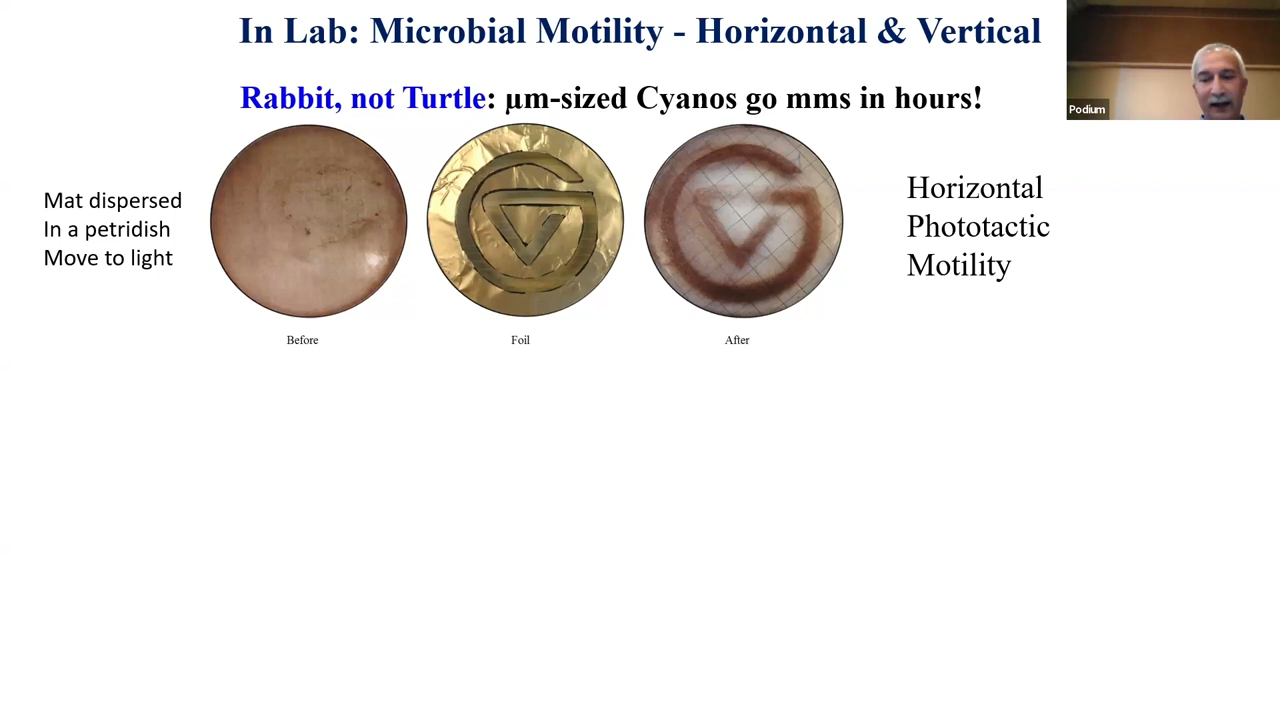 In Lab: Microbial Motility - Horizontal & Vertical
Rabbit, not Turtle: µm-sized Cyanos go mms in hours!
Podium
Mat dispersed
In a petridish
Move to light
Horizontal
Phototactic
Motility
Before
Foil
After